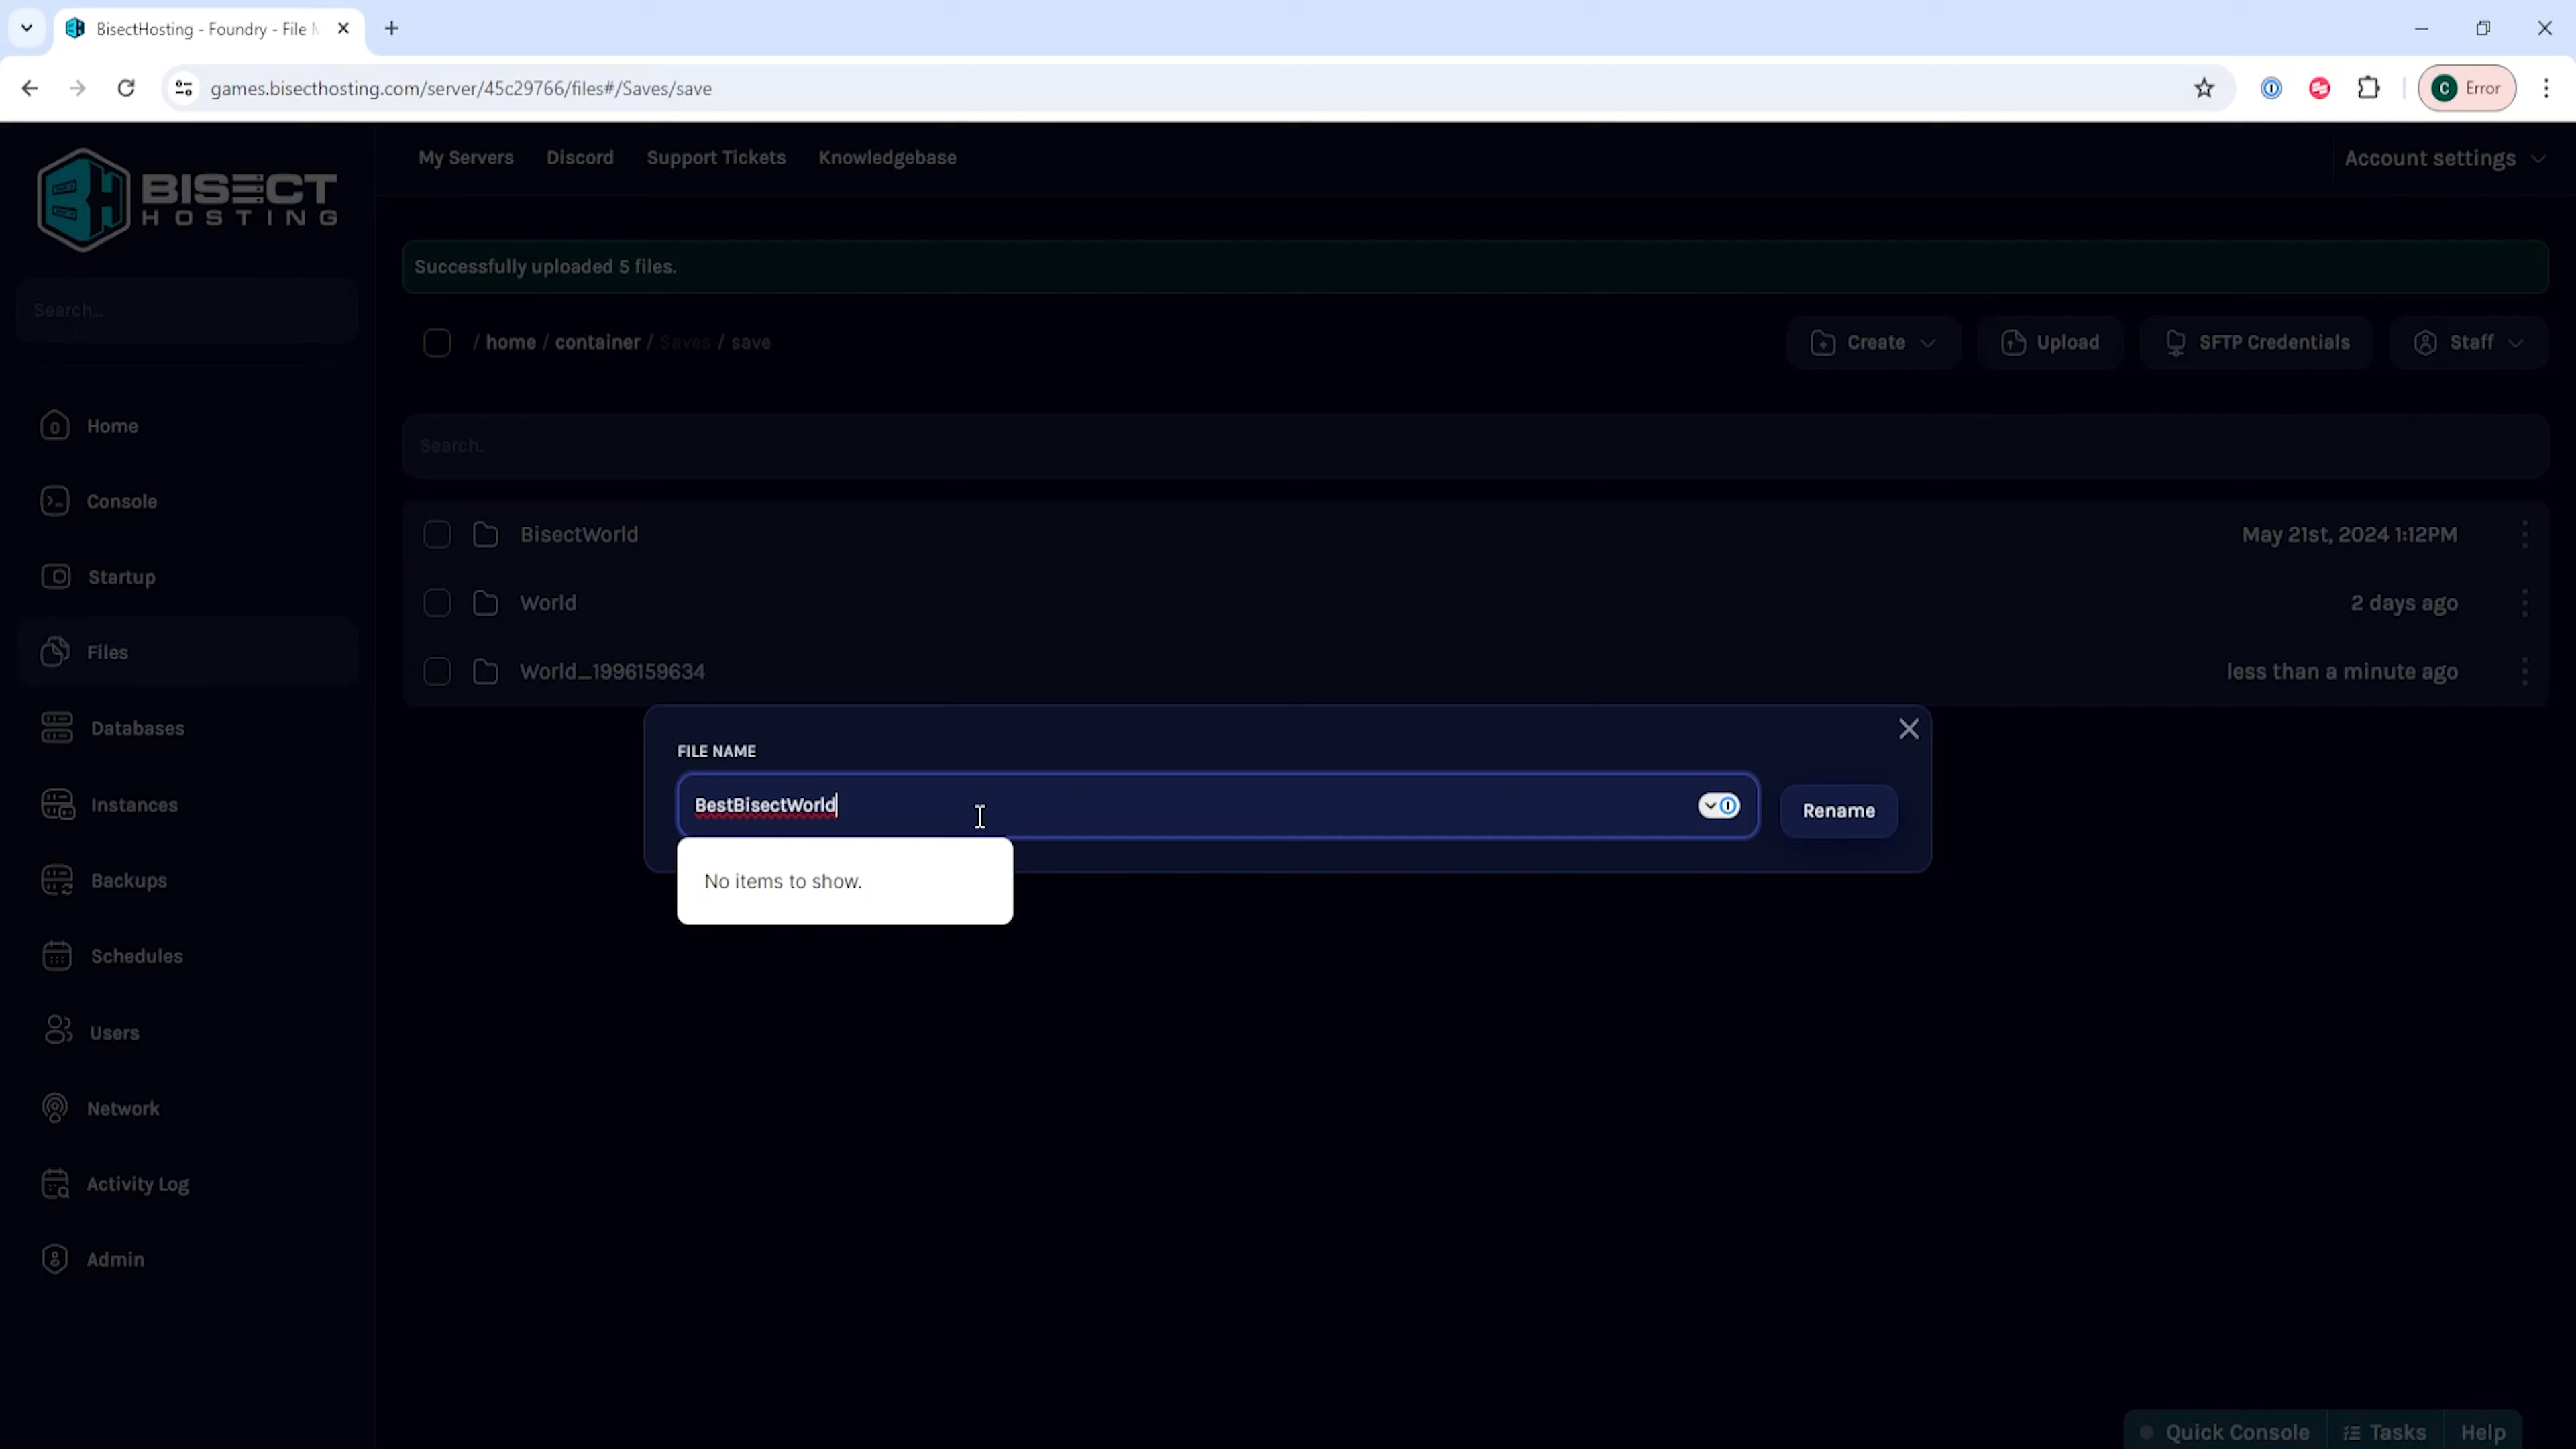 BisectHosting - Foundry - File M
games.bisecthosting.com/server/45c29766/files#/Saves/save
C Error
BISECT
HOSTING
My Servers Discord Support Tickets Knowledgebase
Account settings
Search..
Successfully uploaded 5 files.
/ home / container / Saves / save
Create Upload SFTP Credentials Staff
Search..
Home
Console
Startup
Files
Databases
Instances
Backups
Schedules
Users
Network
Activity Log
Admin
BisectWorld May 21st, 2024 1:12PM
World 2 days ago
World_1996159634 less than a minute ago
FILE NAME
BestBisectWorld
Rename
No items to show.
Quick Console Tasks Help